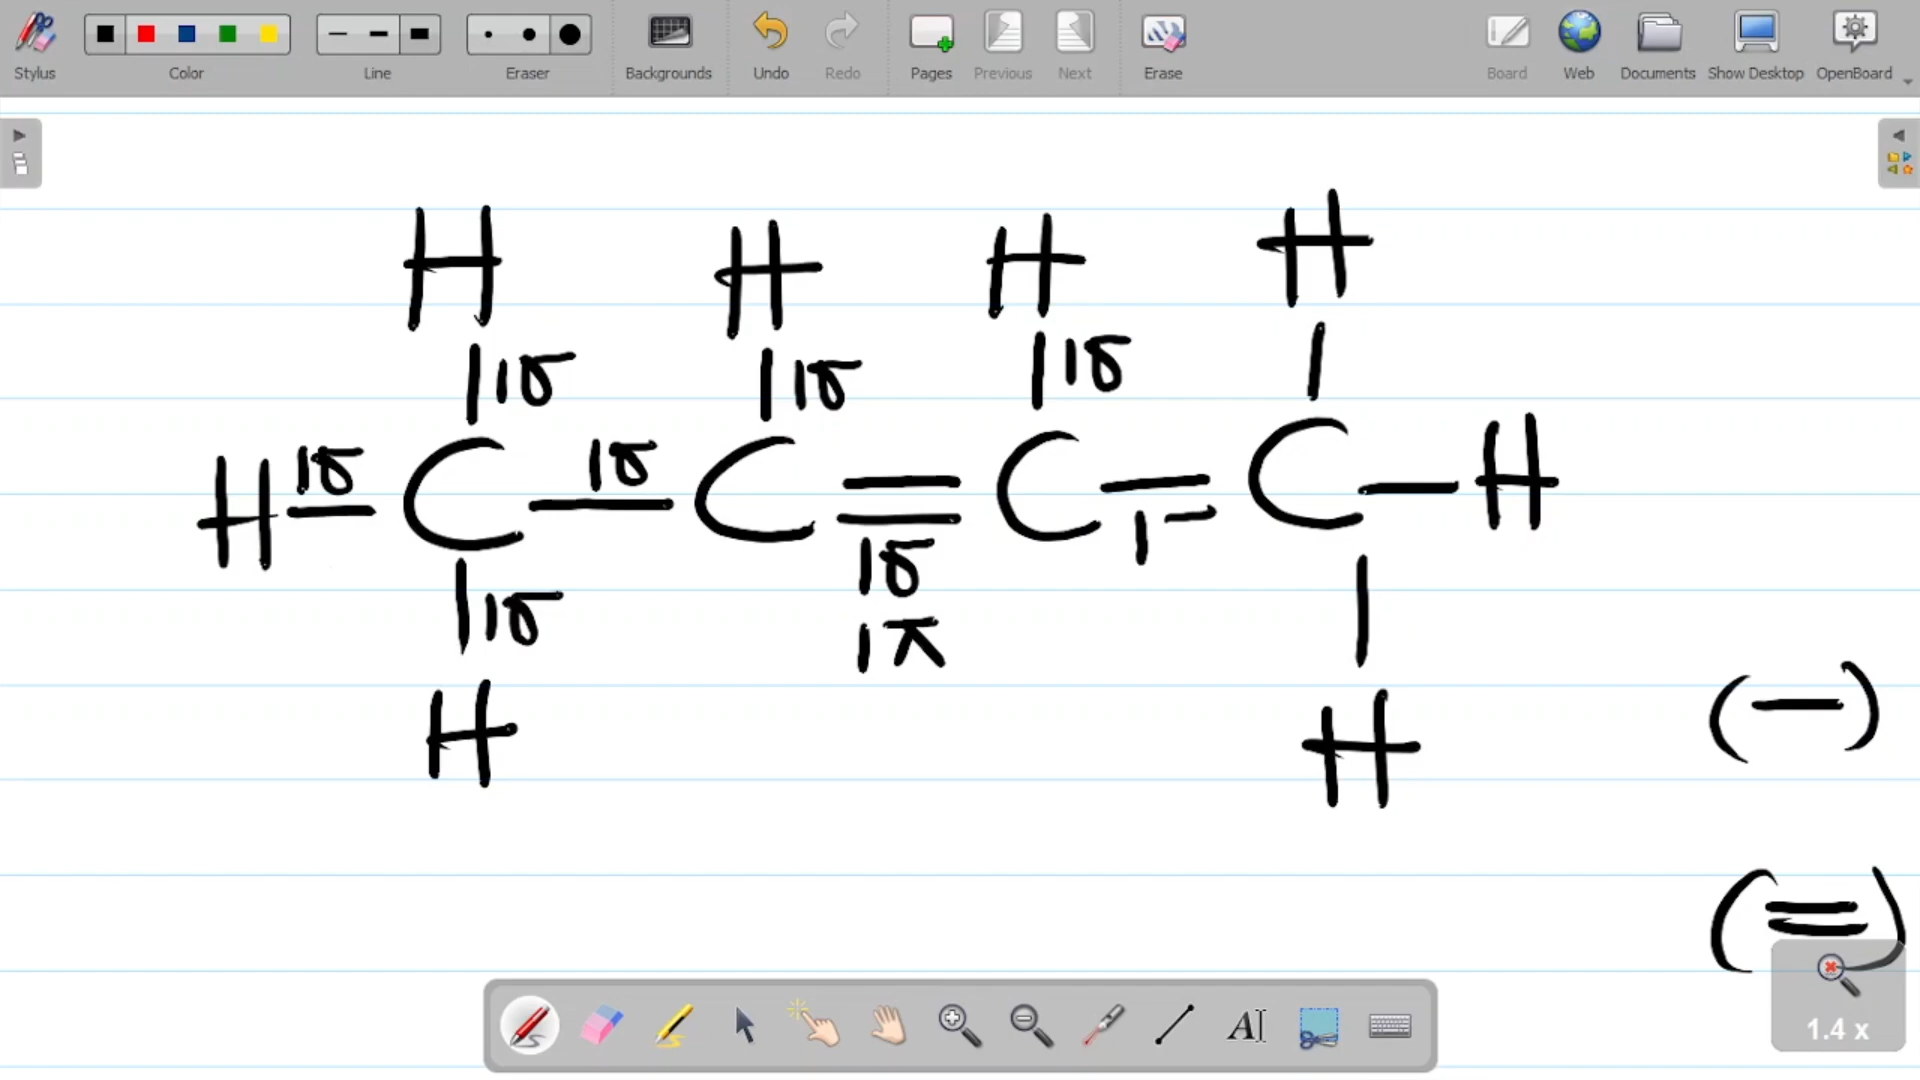 Stylus Color Line Eraser Backgrounds Undo Redo Pages Previous Next Erase Board Web Documents Show Desktop OpenBoard
H H H H
1σ 1σ 1σ
H 1σ C 1σ C = C = C - H
1σ 1σ 1
1π
H H
(-)
(=)
1.4 x